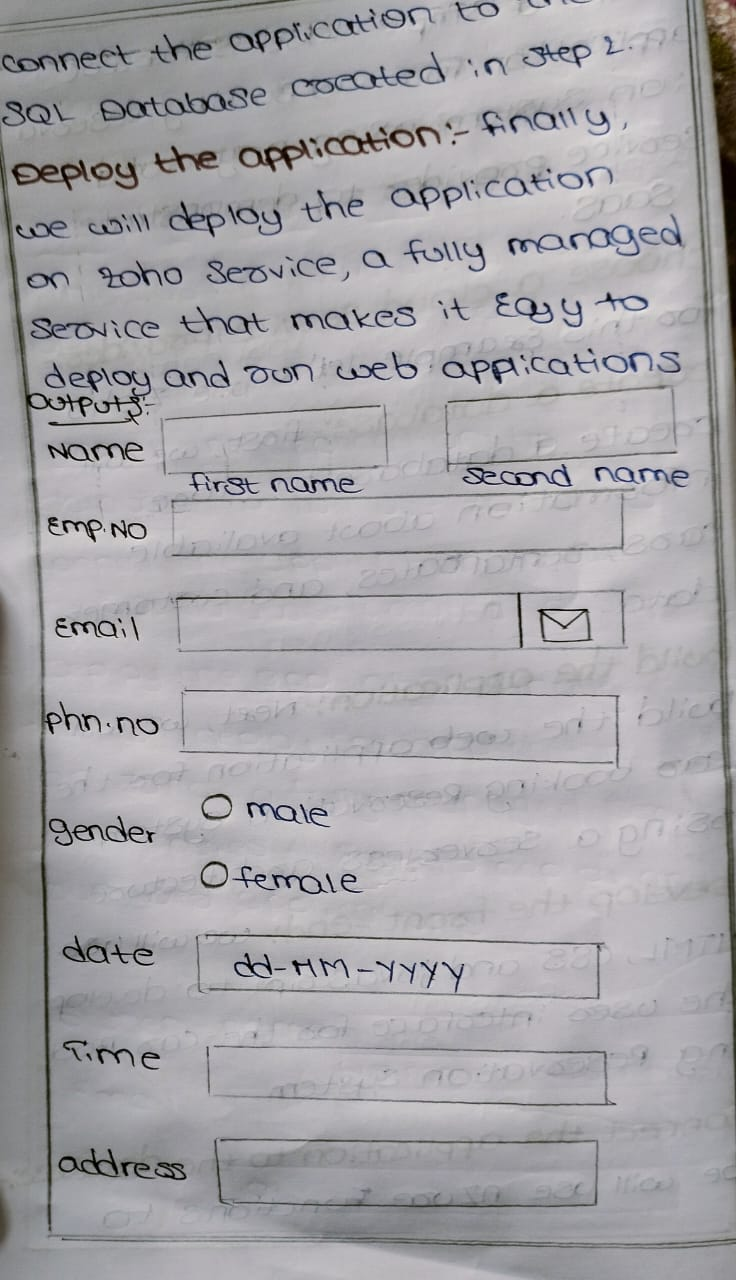 connect the application to
SQL Database created in step 2.
Deploy the application:- finally,
we will deploy the application
on zoho service, a fully managed
service that makes it Easy to
deploy and run web applications
outputs:-
Name
first name second name
Emp.No
Email
phn.no
gender
male
female
date
dd-MM-YYYY
Time
address